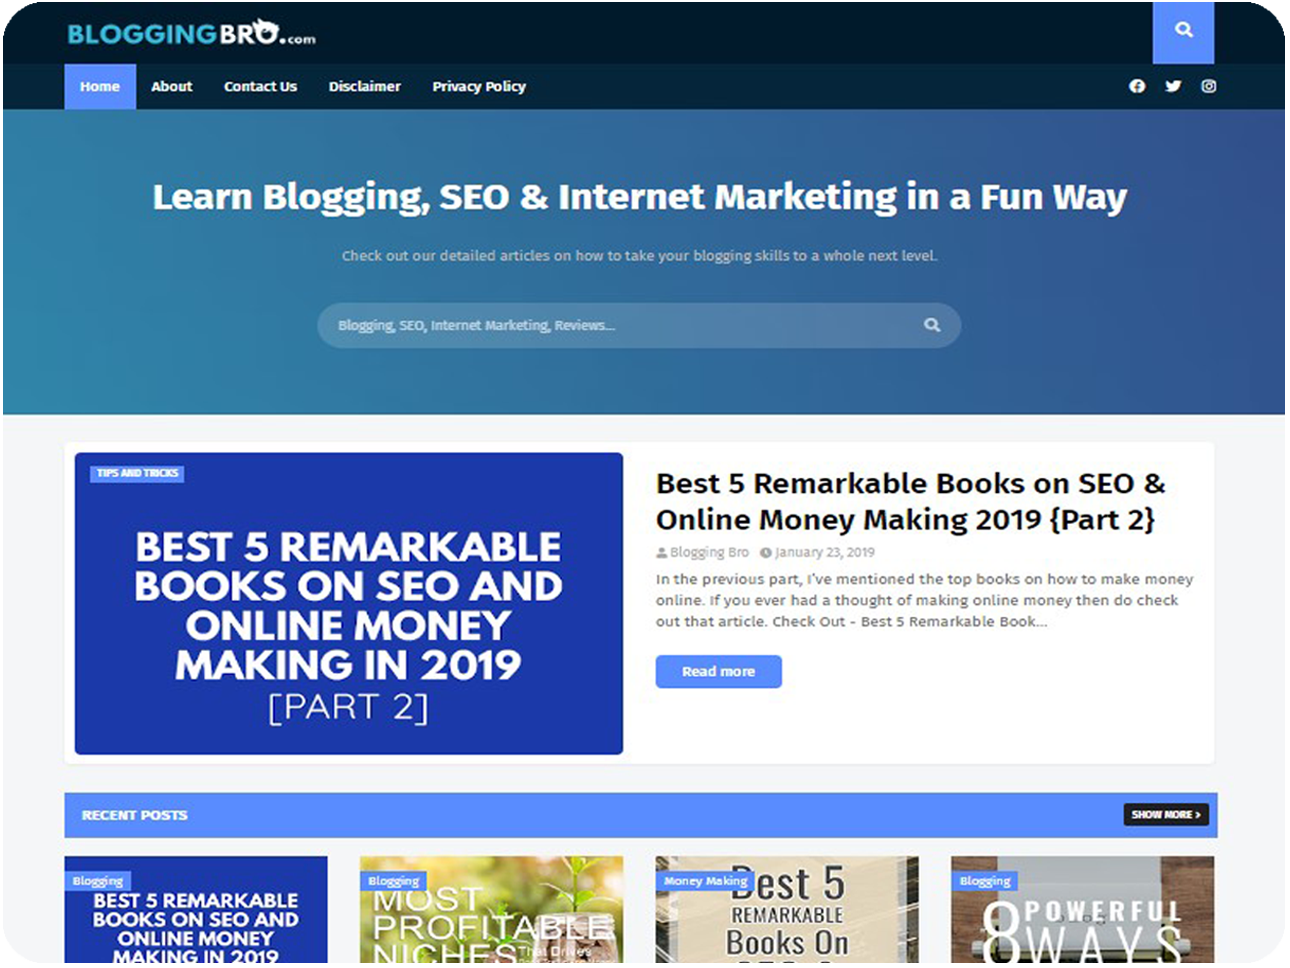 BLOGGINGBRO.com
Home About Contact Us Disclaimer Privacy Policy
Learn Blogging, SEO & Internet Marketing in a Fun Way
Check out our detailed articles on how to take your blogging skills to a whole next level.
Blogging, SEO, Internet Marketing, Reviews...
TIPS AND TRICKS
BEST 5 REMARKABLE
BOOKS ON SEO AND
ONLINE MONEY
MAKING IN 2019
[PART 2]
Best 5 Remarkable Books on SEO &
Online Money Making 2019 {Part 2}
Blogging Bro January 23, 2019
In the previous part, I've mentioned the top books on how to make money
online. If you ever had a thought of making online money then do check
out that article. Check Out - Best 5 Remarkable Book...
Read more
RECENT POSTS
SHOW MORE >
Blogging
BEST 5 REMARKABLE
BOOKS ON SEO AND
ONLINE MONEY
MAKING IN 2019
Blogging
MOST
PROFITABLE
NICHES
That Drives
Money Making
Best 5
REMARKABLE
Books On
Blogging
8 POWERFUL
WAYS